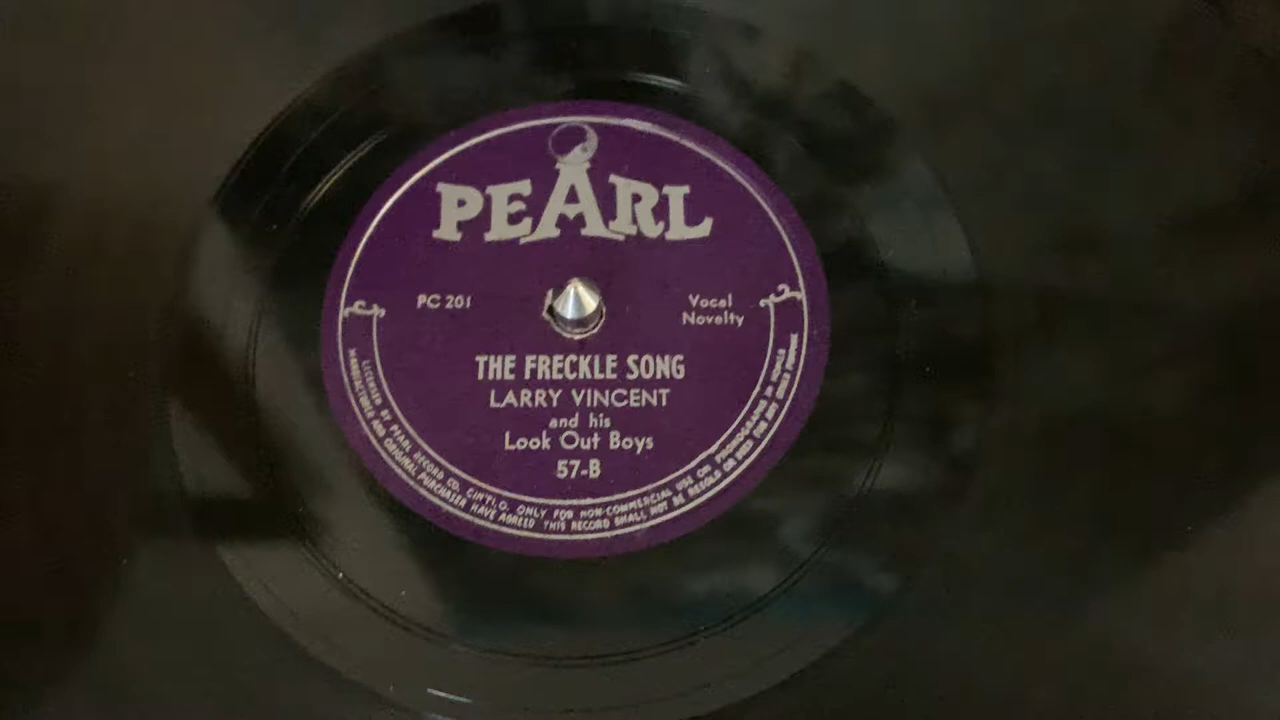 PEARL
PC 201
Vocal
Novelty
THE FRECKLE SONG
LARRY VINCENT
and his
Look Out Boys
57-B
LICENSED BY PEARL RECORD CO. CIN'TI, O. ONLY FOR NON-COMMERCIAL USE ON PHONOGRAPHS IN HOMES
MANUFACTURER AND ORIGINAL PURCHASER HAVE AGREED THIS RECORD SHALL NOT BE RESOLD OR USED FOR ANY OTHER PURPOSE